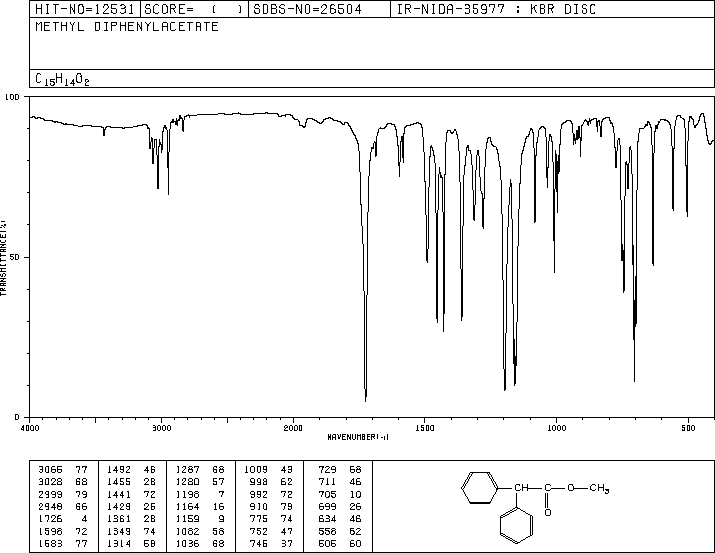 HIT-NO=12531 SCORE= ( ) SDBS-NO=26504 IR-NIDA-35977 : KBR DISC
METHYL DIPHENYLACETATE
C15H14O2
100
50
0
TRANSMITTANCE(%)
4000 3000 2000 1500 1000 500
WAVENUMBER(-1)
3065 77 1492 46 1287 68 1009 43 729 68
3028 68 1455 28 1280 57 998 62 711 46
2999 79 1441 72 1198 7 992 72 705 10
2948 66 1429 26 1164 16 910 79 699 26
1726 4 1361 28 1159 9 775 74 634 46
1598 72 1349 74 1082 58 752 47 558 62
1583 77 1314 58 1036 68 746 37 506 60
CH C O CH3
O